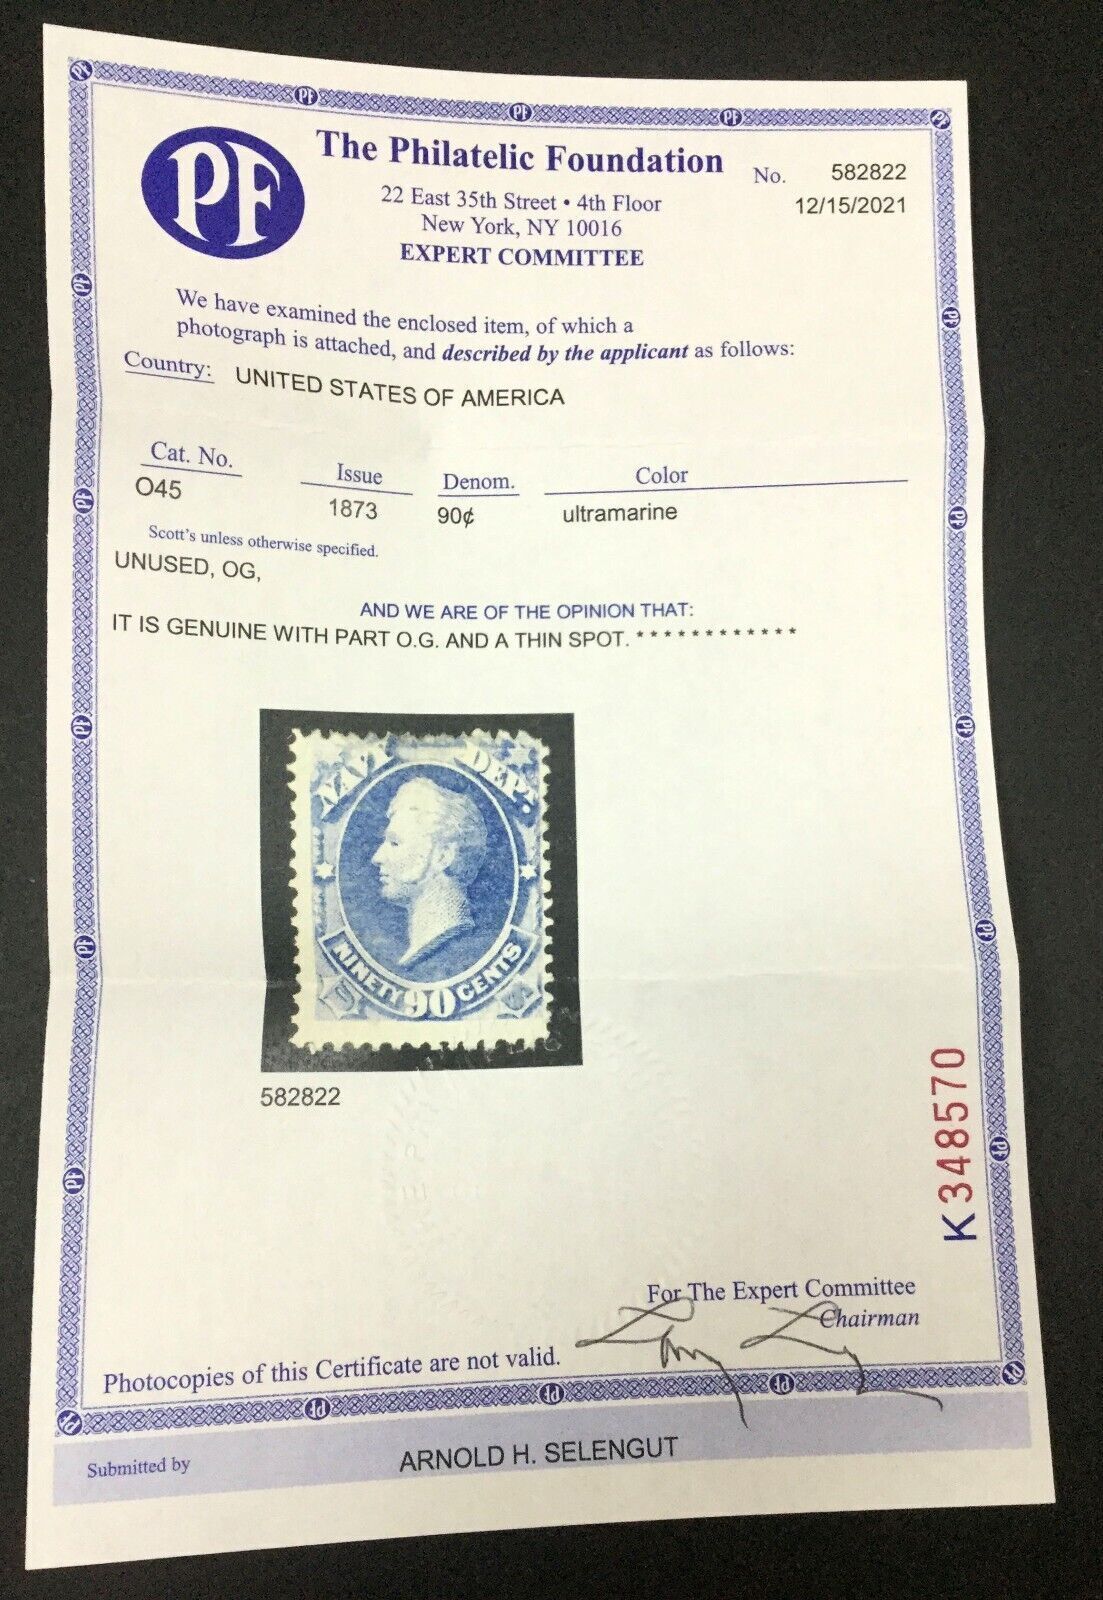 PF
The Philatelic Foundation
22 East 35th Street • 4th Floor
New York, NY 10016
EXPERT COMMITTEE
No. 582822
12/15/2021
We have examined the enclosed item, of which a
photograph is attached, and described by the applicant as follows:
Country: UNITED STATES OF AMERICA
Cat. No. Issue Denom. Color
O45 1873 90¢ ultramarine
Scott's unless otherwise specified.
UNUSED, OG,
AND WE ARE OF THE OPINION THAT:
IT IS GENUINE WITH PART O.G. AND A THIN SPOT. * * * * * * * * * * * *
NAVY DEPT.
NINETY 90 CENTS
582822
K 348570
For The Expert Committee
Chairman
Photocopies of this Certificate are not valid.
Submitted by ARNOLD H. SELENGUT